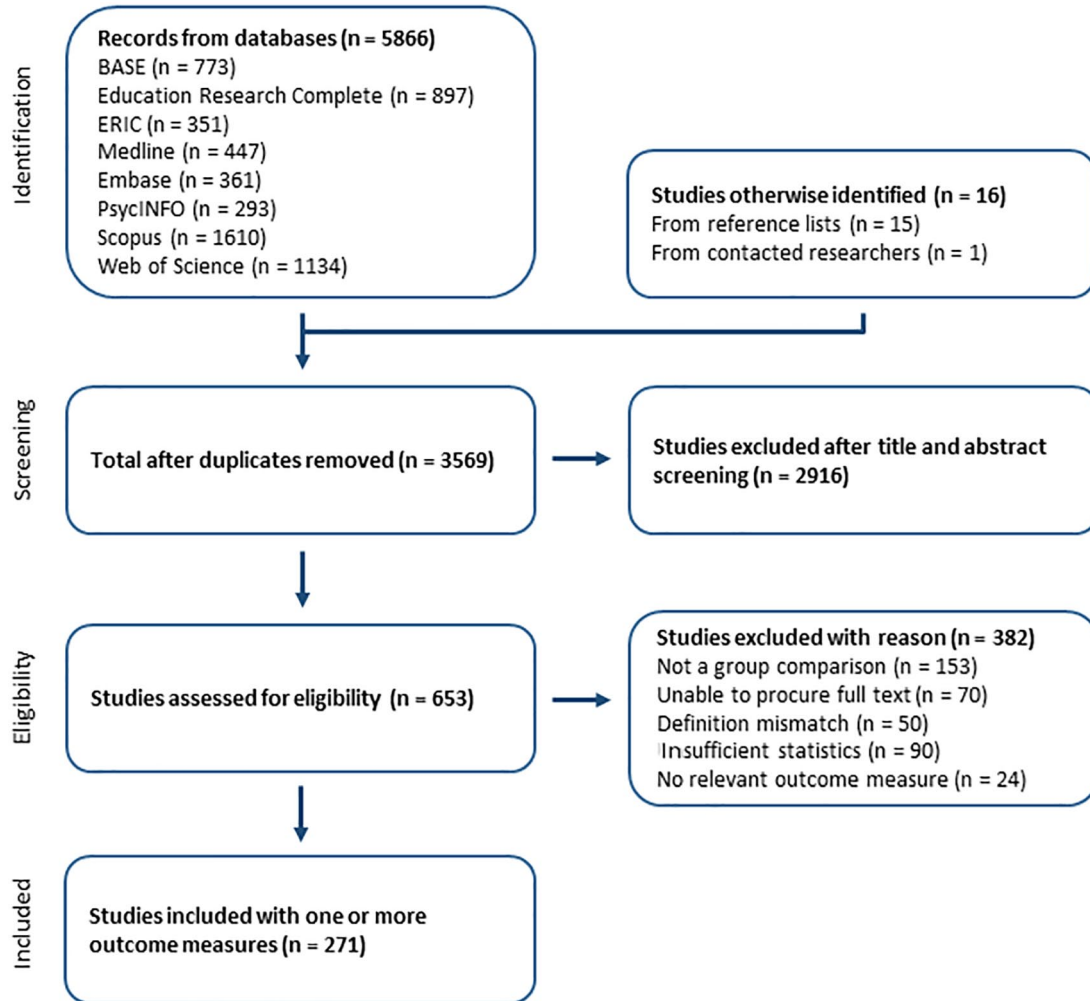 Identification
Records from databases (n = 5866)
BASE (n = 773)
Education Research Complete (n = 897)
ERIC (n = 351)
Medline (n = 447)
Embase (n = 361)
PsycINFO (n = 293)
Scopus (n = 1610)
Web of Science (n = 1134)
Studies otherwise identified (n = 16)
From reference lists (n = 15)
From contacted researchers (n = 1)
Screening
Total after duplicates removed (n = 3569)
Studies excluded after title and abstract
screening (n = 2916)
Eligibility
Studies assessed for eligibility (n = 653)
Studies excluded with reason (n = 382)
Not a group comparison (n = 153)
Unable to procure full text (n = 70)
Definition mismatch (n = 50)
Insufficient statistics (n = 90)
No relevant outcome measure (n = 24)
Included
Studies included with one or more
outcome measures (n = 271)